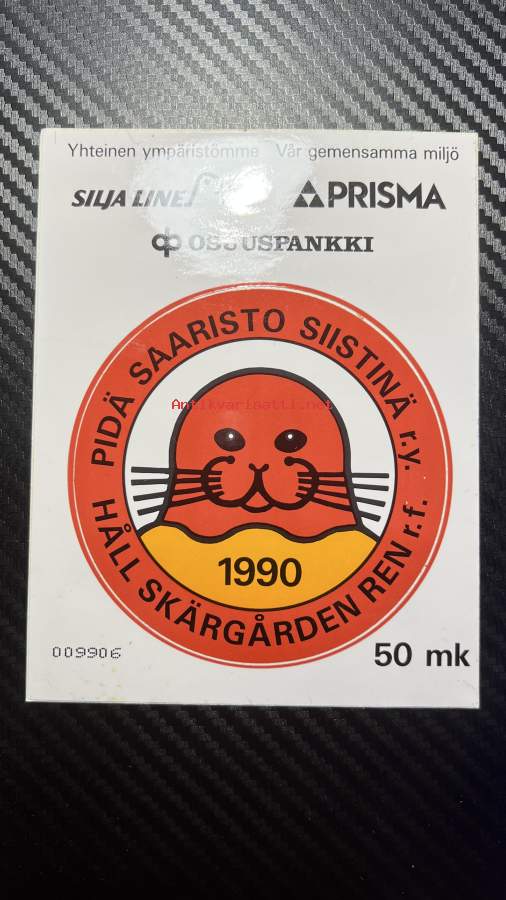 Yhteinen ympäristömme Vår gemensamma miljö
SILJA LINE PRISMA
OSUUSPANKKI
PIDÄ SAARISTO SIISTINÄ r.y.
Antikvariaatti.net
1990
HÅLL SKÄRGÅRDEN REN r.f.
009906
50 mk